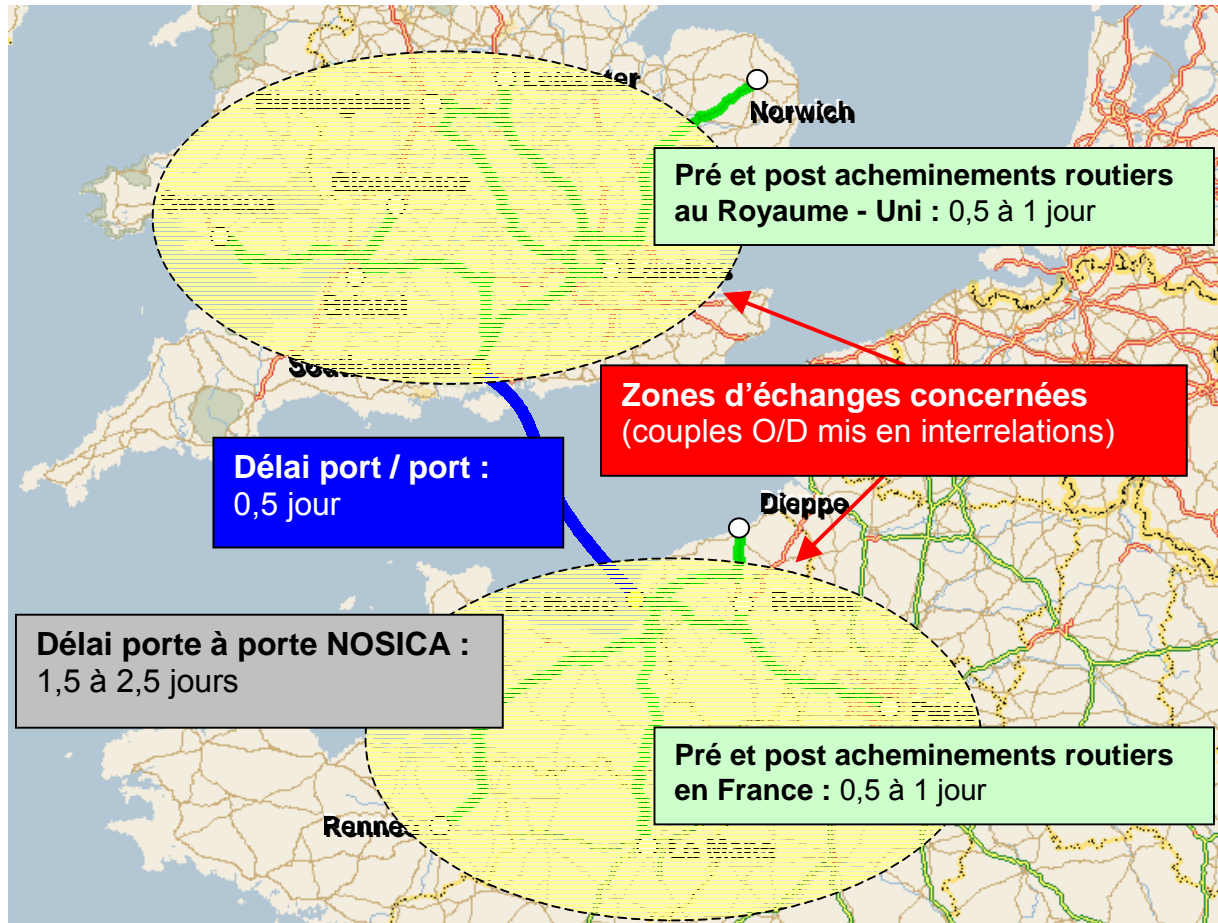 Norwich
Pré et post acheminements routiers
au Royaume - Uni : 0,5 à 1 jour
Zones d’échanges concernées
(couples O/D mis en interrelations)
Délai port / port :
0,5 jour
Dieppe
Délai porte à porte NOSICA :
1,5 à 2,5 jours
Pré et post acheminements routiers
en France : 0,5 à 1 jour
Rennes